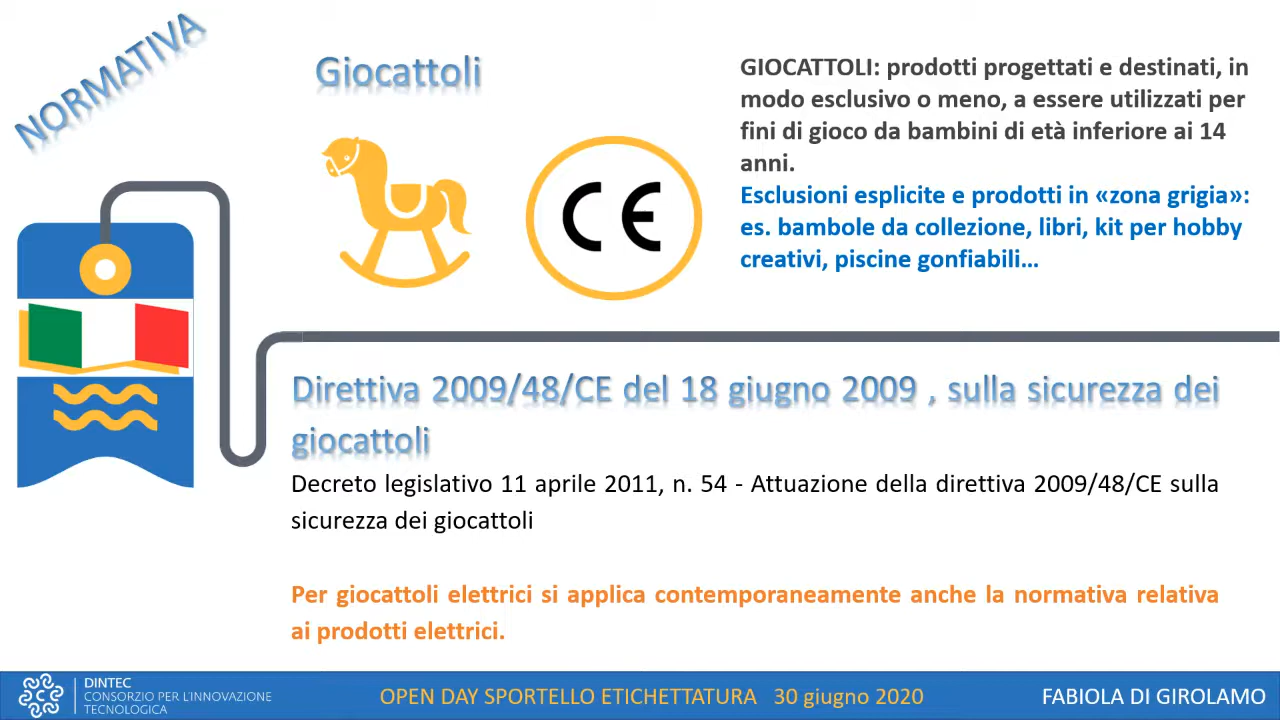 NORMATIVA
Giocattoli
CE
GIOCATTOLI: prodotti progettati e destinati, in
modo esclusivo o meno, a essere utilizzati per
fini di gioco da bambini di età inferiore ai 14
anni.
Esclusioni esplicite e prodotti in «zona grigia»:
es. bambole da collezione, libri, kit per hobby
creativi, piscine gonfiabili…
Direttiva 2009/48/CE del 18 giugno 2009 , sulla sicurezza dei
giocattoli
Decreto legislativo 11 aprile 2011, n. 54 - Attuazione della direttiva 2009/48/CE sulla
sicurezza dei giocattoli
Per giocattoli elettrici si applica contemporaneamente anche la normativa relativa
ai prodotti elettrici.
DINTEC
CONSORZIO PER L'INNOVAZIONE
TECNOLOGICA
OPEN DAY SPORTELLO ETICHETTATURA 30 giugno 2020
FABIOLA DI GIROLAMO